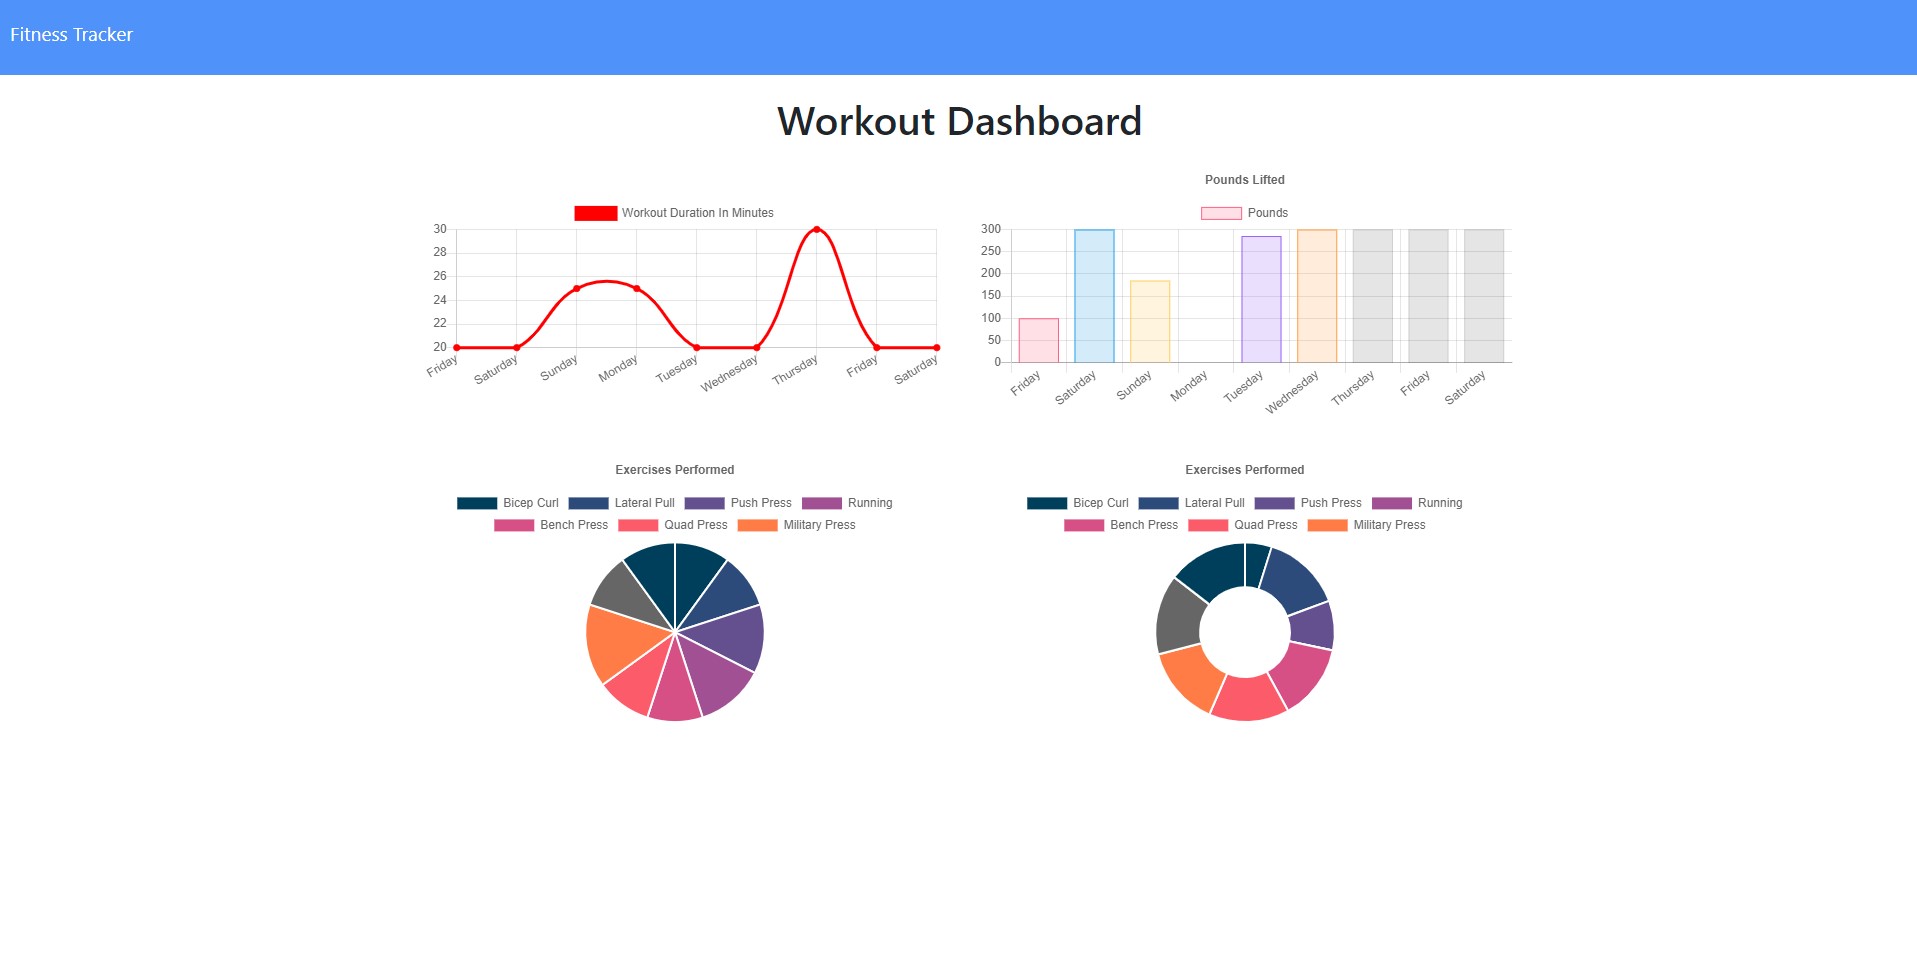 Fitness Tracker
Workout Dashboard
Workout Duration In Minutes
30
28
26
24
22
20
Friday Saturday Sunday Monday Tuesday Wednesday Thursday Friday Saturday
Pounds Lifted
Pounds
300
250
200
150
100
50
0
Friday Saturday Sunday Monday Tuesday Wednesday Thursday Friday Saturday
Exercises Performed
Bicep Curl Lateral Pull Push Press Running
Bench Press Quad Press Military Press
Exercises Performed
Bicep Curl Lateral Pull Push Press Running
Bench Press Quad Press Military Press